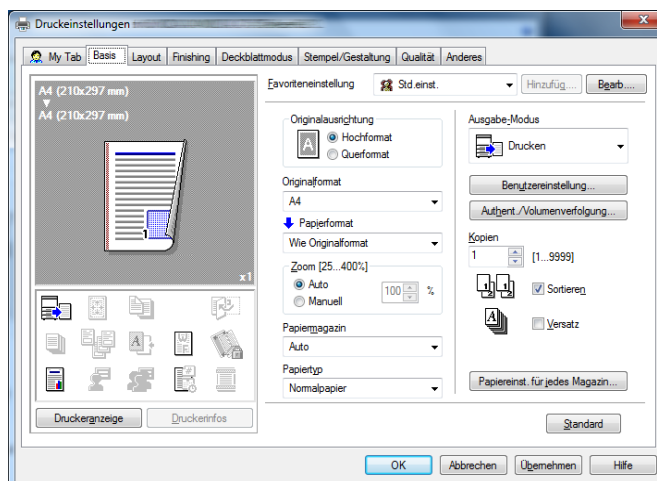 Druckeinstellungen
My Tab Basis Layout Finishing Deckblattmodus Stempel/Gestaltung Qualität Anderes
A4 (210x297 mm)
A4 (210x297 mm)
1
x1
Favoriteneinstellung Std.einst. Hinzufüg.... Bearb....
Originalausrichtung
A
Hochformat
Querformat
Originalformat
A4
Papierformat
Wie Originalformat
Zoom [25...400%]
Auto
Manuell
100 %
Papiermagazin
Auto
Papiertyp
Normalpapier
Ausgabe-Modus
Drucken
Benutzereinstellung...
Authent./Volumenverfolgung...
Kopien
1 [1...9999]
Sortieren
Versatz
Papiereinst. für jedes Magazin...
Druckeranzeige Druckerinfos
Standard
OK Abbrechen Übernehmen Hilfe